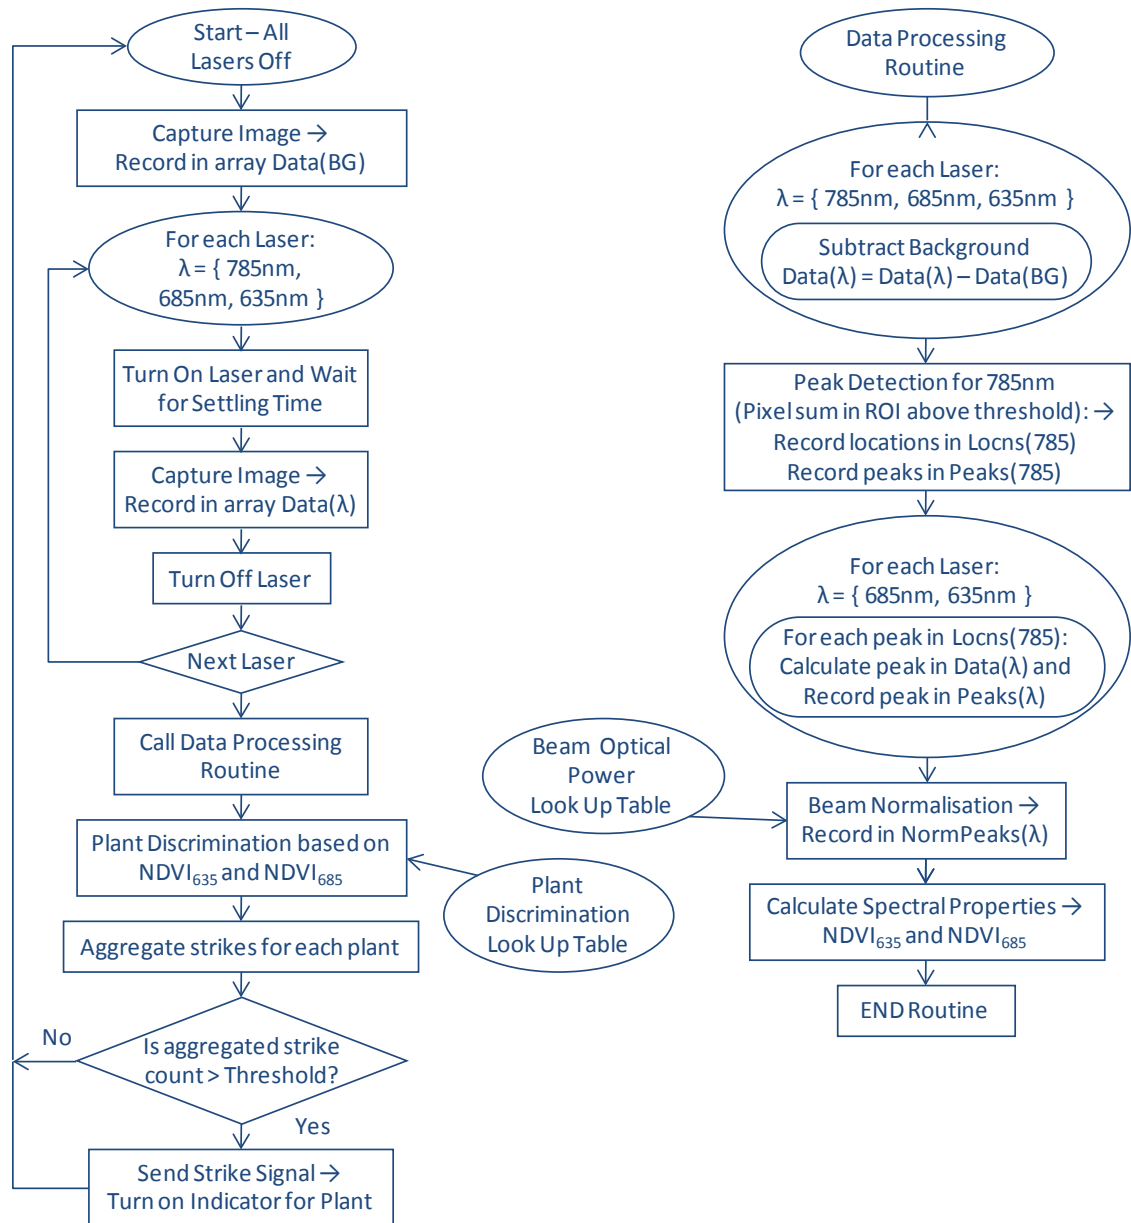 Start – All
Lasers Off
Capture Image →
Record in array Data(BG)
For each Laser:
λ = { 785nm,
685nm, 635nm }
Turn On Laser and Wait
for Settling Time
Capture Image →
Record in array Data(λ)
Turn Off Laser
Next Laser
Call Data Processing
Routine
Plant Discrimination based on
NDVI₆₃₅ and NDVI₆₈₅
Plant
Discrimination
Look Up Table
Aggregate strikes for each plant
No
Is aggregated strike
count > Threshold?
Yes
Send Strike Signal →
Turn on Indicator for Plant
Data Processing
Routine
For each Laser:
λ = { 785nm, 685nm, 635nm }
Subtract Background
Data(λ) = Data(λ) – Data(BG)
Peak Detection for 785nm
(Pixel sum in ROI above threshold): →
Record locations in Locns(785)
Record peaks in Peaks(785)
For each Laser:
λ = { 685nm, 635nm }
For each peak in Locns(785):
Calculate peak in Data(λ) and
Record peak in Peaks(λ)
Beam Optical
Power
Look Up Table
Beam Normalisation →
Record in NormPeaks(λ)
Calculate Spectral Properties →
NDVI₆₃₅ and NDVI₆₈₅
END Routine